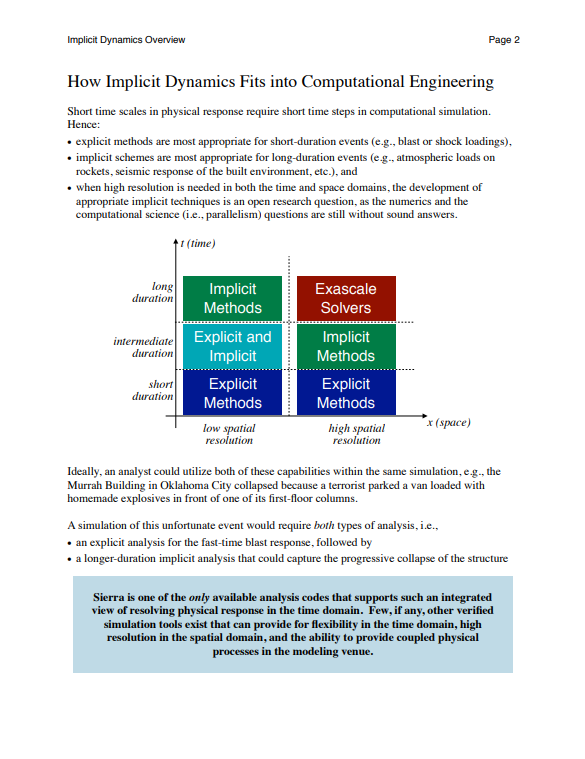 Implicit Dynamics Overview Page 2
How Implicit Dynamics Fits into Computational Engineering
Short time scales in physical response require short time steps in computational simulation.
Hence:
• explicit methods are most appropriate for short-duration events (e.g., blast or shock loadings),
• implicit schemes are most appropriate for long-duration events (e.g., atmospheric loads on
rockets, seismic response of the built environment, etc.), and
• when high resolution is needed in both the time and space domains, the development of
appropriate implicit techniques is an open research question, as the numerics and the
computational science (i.e., parallelism) questions are still without sound answers.
t (time)
long
duration
Implicit
Methods
Exascale
Solvers
intermediate
duration
Explicit and
Implicit
Implicit
Methods
short
duration
Explicit
Methods
Explicit
Methods
x (space)
low spatial
resolution
high spatial
resolution
Ideally, an analyst could utilize both of these capabilities within the same simulation, e.g., the
Murrah Building in Oklahoma City collapsed because a terrorist parked a van loaded with
homemade explosives in front of one of its first-floor columns.
A simulation of this unfortunate event would require both types of analysis, i.e.,
• an explicit analysis for the fast-time blast response, followed by
• a longer-duration implicit analysis that could capture the progressive collapse of the structure
Sierra is one of the only available analysis codes that supports such an integrated
view of resolving physical response in the time domain. Few, if any, other verified
simulation tools exist that can provide for flexibility in the time domain, high
resolution in the spatial domain, and the ability to provide coupled physical
processes in the modeling venue.